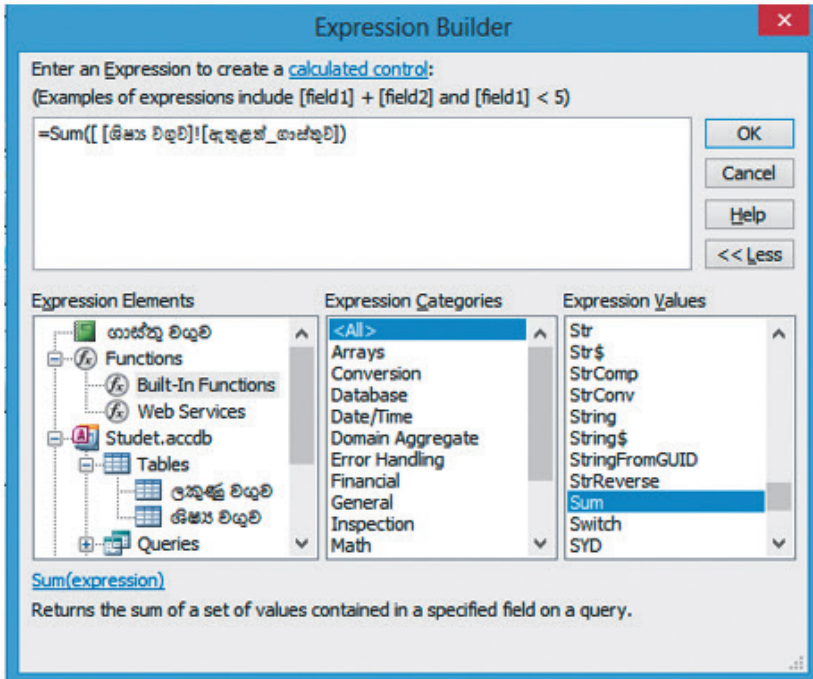 Expression Builder
Enter an Expression to create a calculated control:
(Examples of expressions include [field1] + [field2] and [field1] < 5)
=Sum([ [ශිෂ්‍ය වගුව]![ඇතුළත්_ගාස්තුව])
OK
Cancel
Help
<< Less
Expression Elements
ගාස්තු වගුව
Functions
Built-In Functions
Web Services
Studet.accdb
Tables
ලකුණු වගුව
ශිෂ්‍ය වගුව
Queries
Expression Categories
<All>
Arrays
Conversion
Database
Date/Time
Domain Aggregate
Error Handling
Financial
General
Inspection
Math
Expression Values
Str
Str$
StrComp
StrConv
String
String$
StringFromGUID
StrReverse
Sum
Switch
SYD
Sum(expression)
Returns the sum of a set of values contained in a specified field on a query.